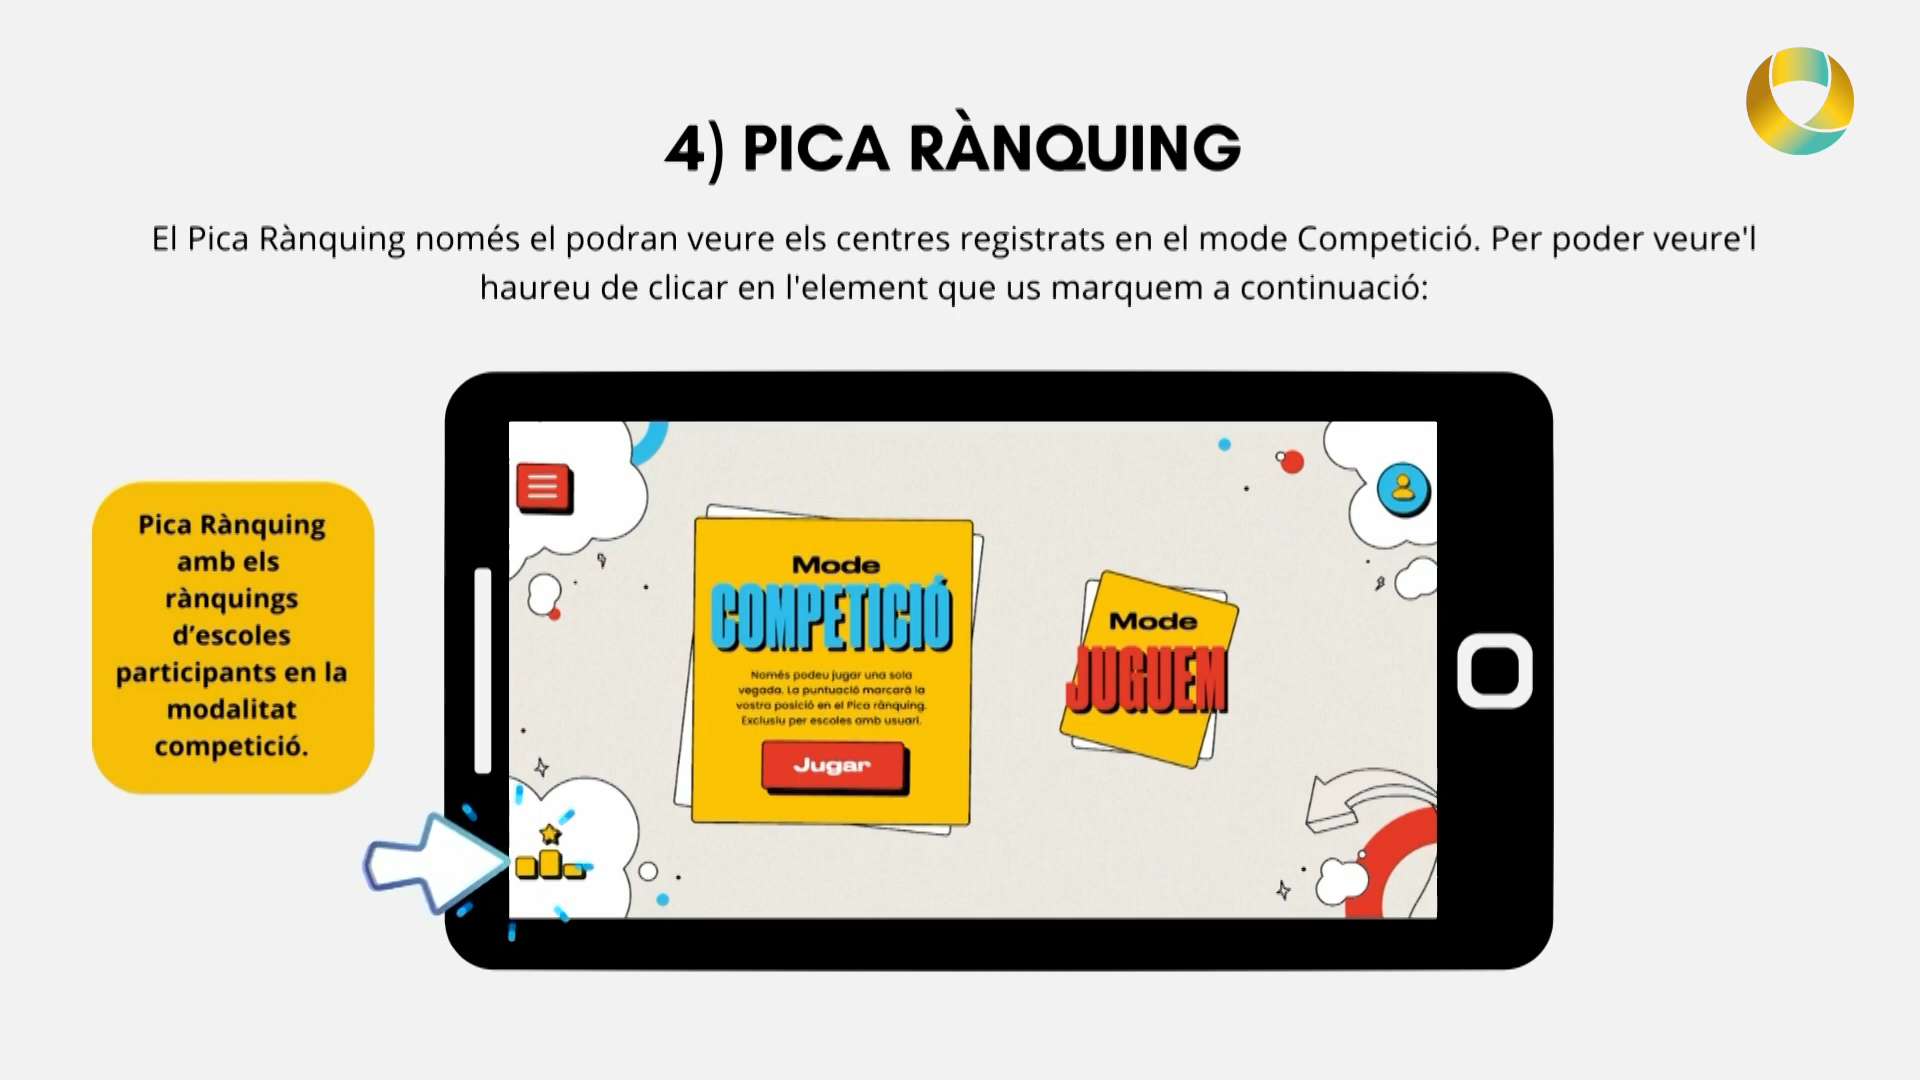 4) PICA RÀNQUING
El Pica Rànquing només el podran veure els centres registrats en el mode Competició. Per poder veure'l
haureu de clicar en l'element que us marquem a continuació:
Pica Rànquing
amb els
rànquings
d’escoles
participants en la
modalitat
competició.
Mode
COMPETICIÓ
Només podeu jugar una sola
vegada. La puntuació marcarà la
vostra posició en el Pica rànquing.
Exclusiu per escoles amb usuari.
Jugar
Mode
JUGUEM